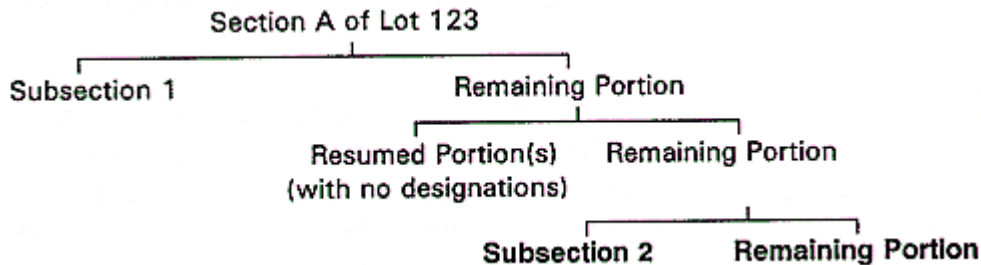 Section A of Lot 123
Subsection 1
Remaining Portion
Resumed Portion(s)
(with no designations)
Remaining Portion
Subsection 2
Remaining Portion